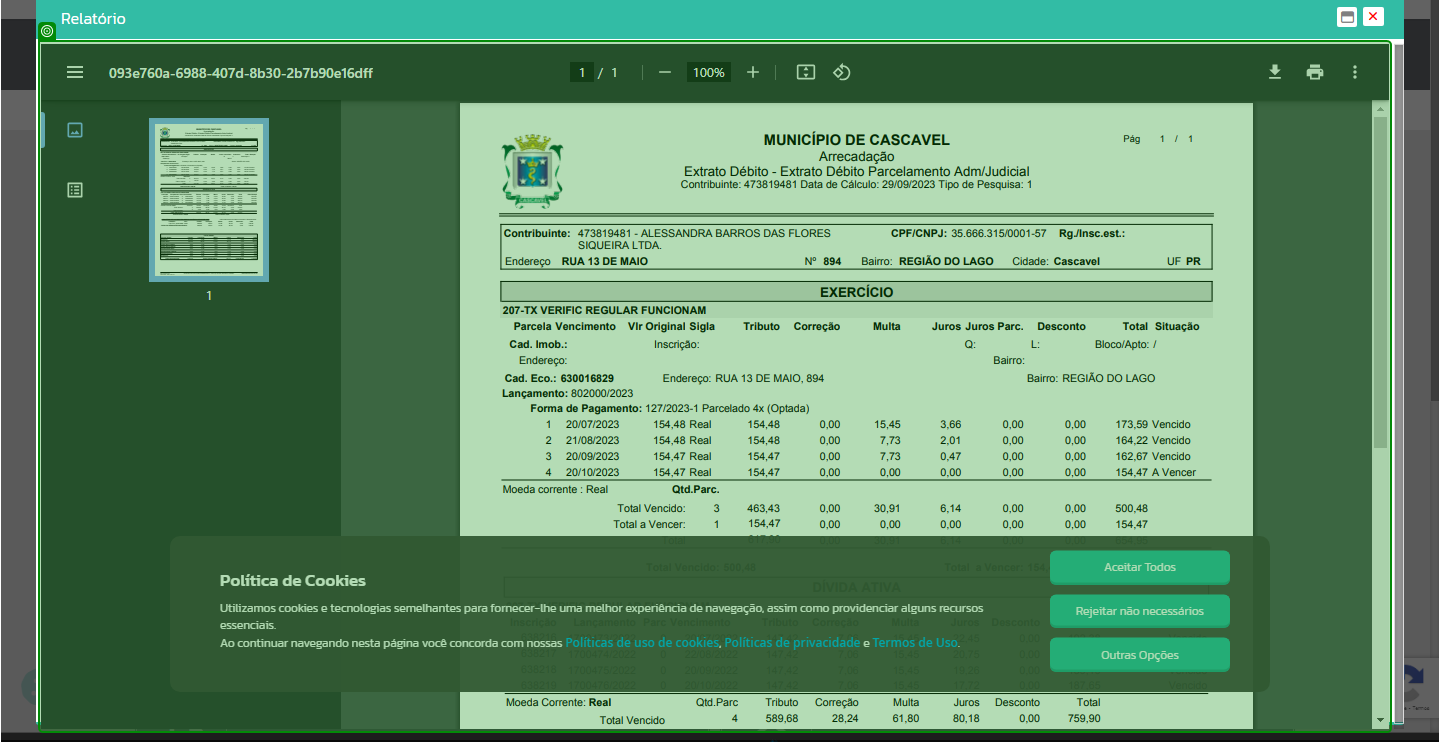 Relatório
093e760a-6988-407d-8b30-2b7b90e16dff
1 / 1
100%
1
MUNICÍPIO DE CASCAVEL
Pág 1 / 1
Arrecadação
Extrato Débito - Extrato Débito Parcelamento Adm/Judicial
Contribuinte: 473819481 Data de Cálculo: 29/09/2023 Tipo de Pesquisa: 1
CASCAVEL
Contribuinte: 473819481 - ALESSANDRA BARROS DAS FLORES CPF/CNPJ: 35.666.315/0001-57 Rg./Insc.est.:
SIQUEIRA LTDA.
Endereço RUA 13 DE MAIO Nº 894 Bairro: REGIÃO DO LAGO Cidade: Cascavel UF PR
EXERCÍCIO
207-TX VERIFIC REGULAR FUNCIONAM
Parcela Vencimento Vlr Original Sigla Tributo Correção Multa Juros Juros Parc. Desconto Total Situação
Cad. Imob.: Inscrição: Q: L: Bloco/Apto: /
Endereço: Bairro:
Cad. Eco.: 630016829 Endereço: RUA 13 DE MAIO, 894 Bairro: REGIÃO DO LAGO
Lançamento: 802000/2023
Forma de Pagamento: 127/2023-1 Parcelado 4x (Optada)
1 20/07/2023 154,48 Real 154,48 0,00 15,45 3,66 0,00 0,00 173,59 Vencido
2 21/08/2023 154,48 Real 154,48 0,00 7,73 2,01 0,00 0,00 164,22 Vencido
3 20/09/2023 154,47 Real 154,47 0,00 7,73 0,47 0,00 0,00 162,67 Vencido
4 20/10/2023 154,47 Real 154,47 0,00 0,00 0,00 0,00 0,00 154,47 A Vencer
Moeda corrente : Real Qtd.Parc.
Total Vencido: 3 463,43 0,00 30,91 6,14 0,00 0,00 500,48
Total a Vencer: 1 154,47 0,00 0,00 0,00 0,00 0,00 154,47
Total Vencido: 500,48 Total a Vencer:
DÍVIDA ATIVA
Política de Cookies
Utilizamos cookies e tecnologias semelhantes para fornecer-lhe uma melhor experiência de navegação, assim como providenciar alguns recursos
essenciais.
Ao continuar navegando nesta página você concorda com nossas Políticas de uso de cookies, Políticas de privacidade e Termos de Uso.
Aceitar Todos
Rejeitar não necessários
Outras Opções
Moeda Corrente: Real Qtd.Parc Tributo Correção Multa Juros Desconto Total
Total Vencido 4 589,68 28,24 61,80 80,18 0,00 759,90